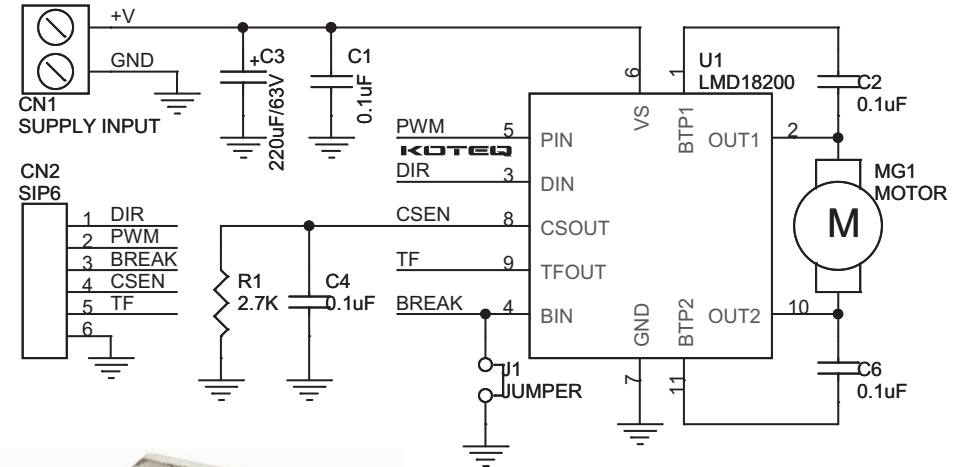 +V
GND
CN1
SUPPLY INPUT
+C3
220uF/63V
C1
0.1uF
CN2
SIP6
1 DIR
2 PWM
3 BREAK
4 CSEN
5 TF
6
R1
2.7K
C4
0.1uF
PWM 5
KOTEQ
DIR 3
CSEN 8
TF 9
BREAK 4
J1
JUMPER
U1
LMD18200
6
1
VS
BTP1
PIN
DIN
CSOUT
TFOUT
BIN
GND
BTP2
OUT1
OUT2
7
11
2
10
C2
0.1uF
MG1
MOTOR
M
C6
0.1uF